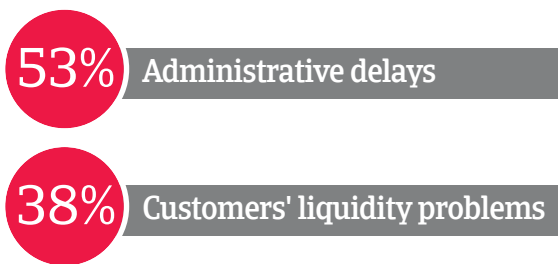 53% Administrative delays
38% Customers' liquidity problems